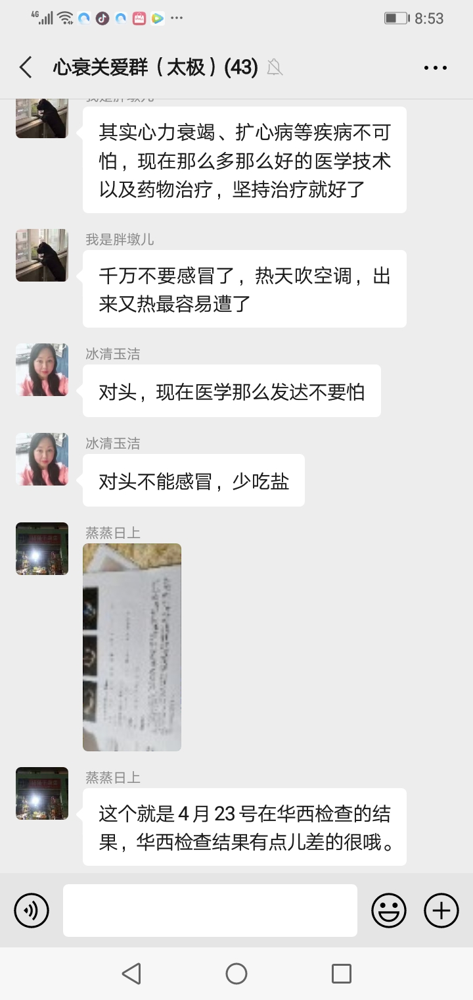 4G 8:53
心衰关爱群（太极）(43)
我是胖墩儿
其实心力衰竭、扩心病等疾病不可
怕，现在那么多那么好的医学技术
以及药物治疗，坚持治疗就好了
我是胖墩儿
千万不要感冒了，热天吹空调，出
来又热最容易遭了
冰清玉洁
对头，现在医学那么发达不要怕
冰清玉洁
对头不能感冒，少吃盐
蒸蒸日上
蒸蒸日上
这个就是4月23号在华西检查的结
果，华西检查结果有点儿差的很哦。